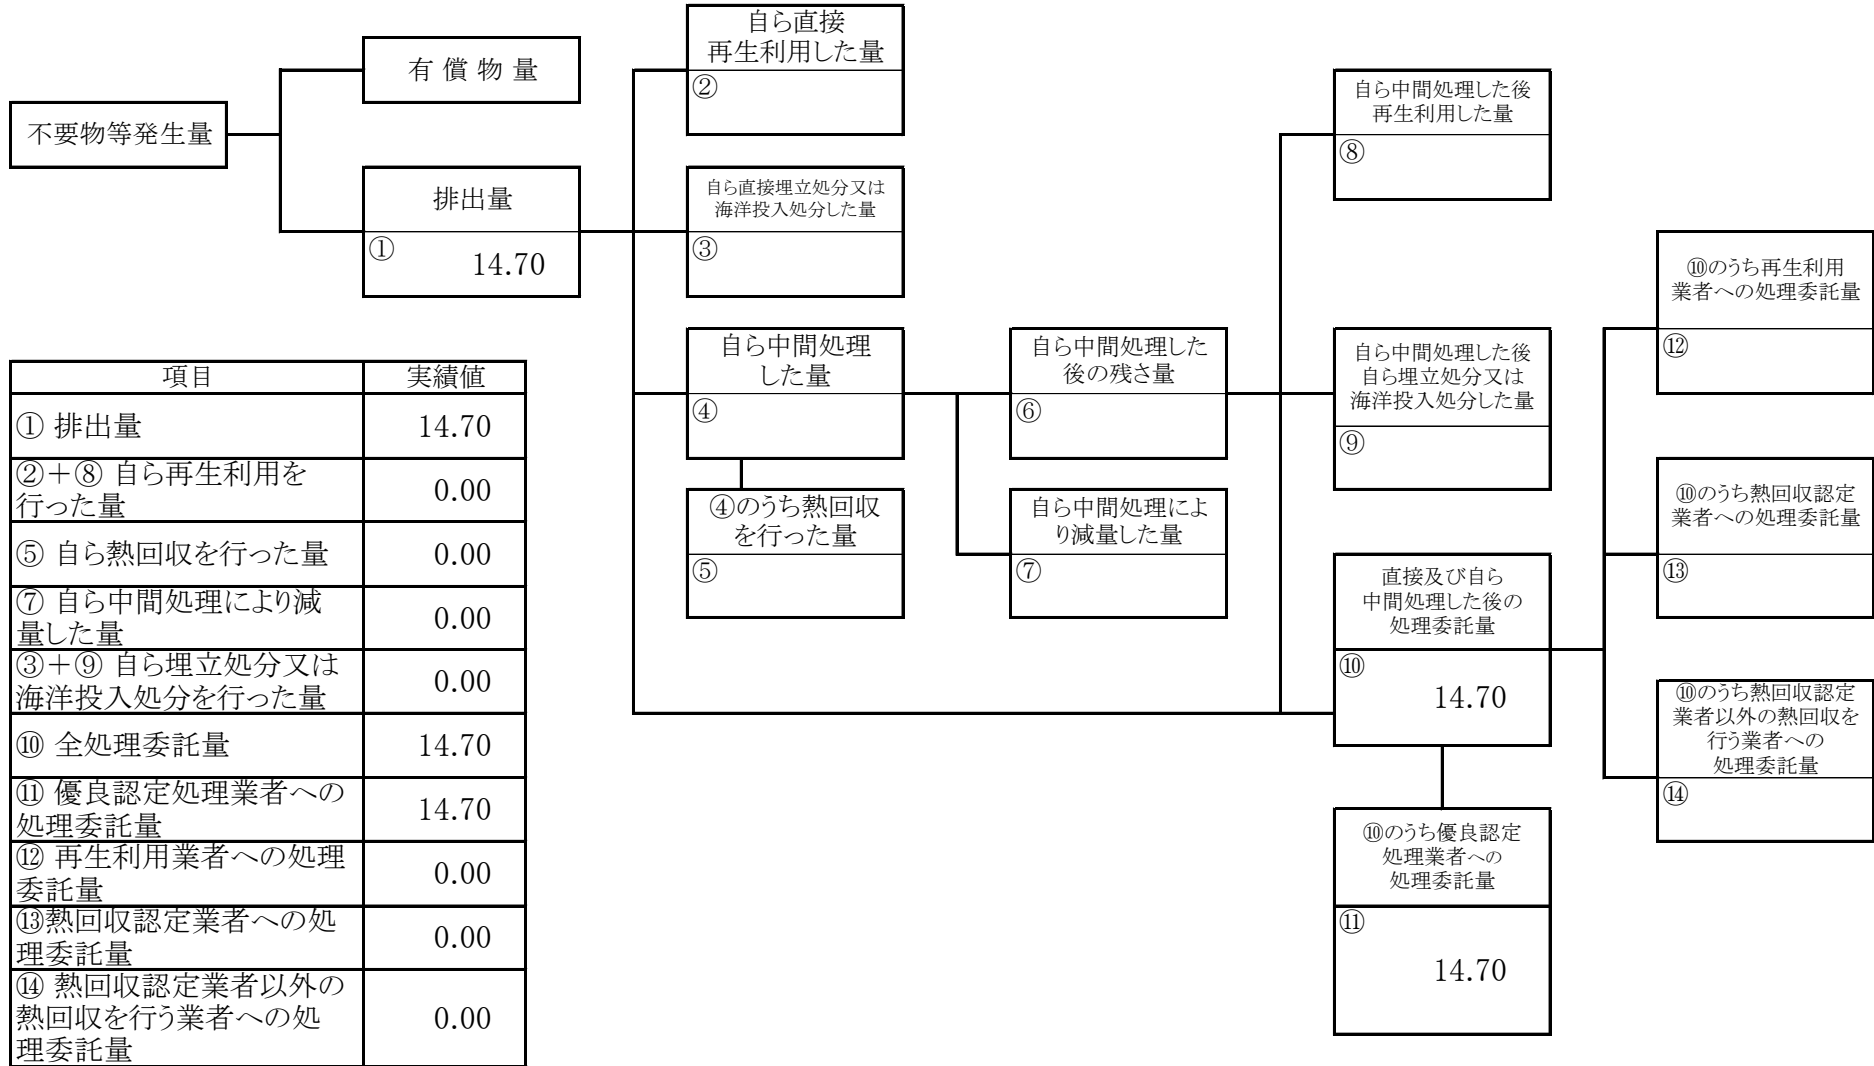 不要物等発生量
有償物量
排出量
①
14.70
自ら直接
再生利用した量
②
自ら直接埋立処分又は
海洋投入処分した量
③
自ら中間処理
した量
④
④のうち熱回収
を行った量
⑤
自ら中間処理した
後の残さ量
⑥
自ら中間処理によ
り減量した量
⑦
自ら中間処理した後
再生利用した量
⑧
自ら中間処理した後
自ら埋立処分又は
海洋投入処分した量
⑨
直接及び自ら
中間処理した後の
処理委託量
⑩
14.70
⑩のうち優良認定
処理業者への
処理委託量
⑪
14.70
⑩のうち再生利用
業者への処理委託量
⑫
⑩のうち熱回収認定
業者への処理委託量
⑬
⑩のうち熱回収認定
業者以外の熱回収を
行う業者への
処理委託量
⑭
項目 実績値
① 排出量 14.70
②＋⑧ 自ら再生利用を
行った量 0.00
⑤ 自ら熱回収を行った量 0.00
⑦ 自ら中間処理により減
量した量 0.00
③＋⑨ 自ら埋立処分又は
海洋投入処分を行った量 0.00
⑩ 全処理委託量 14.70
⑪ 優良認定処理業者への
処理委託量 14.70
⑫ 再生利用業者への処理
委託量 0.00
⑬熱回収認定業者への処
理委託量 0.00
⑭ 熱回収認定業者以外の
熱回収を行う業者への処
理委託量 0.00